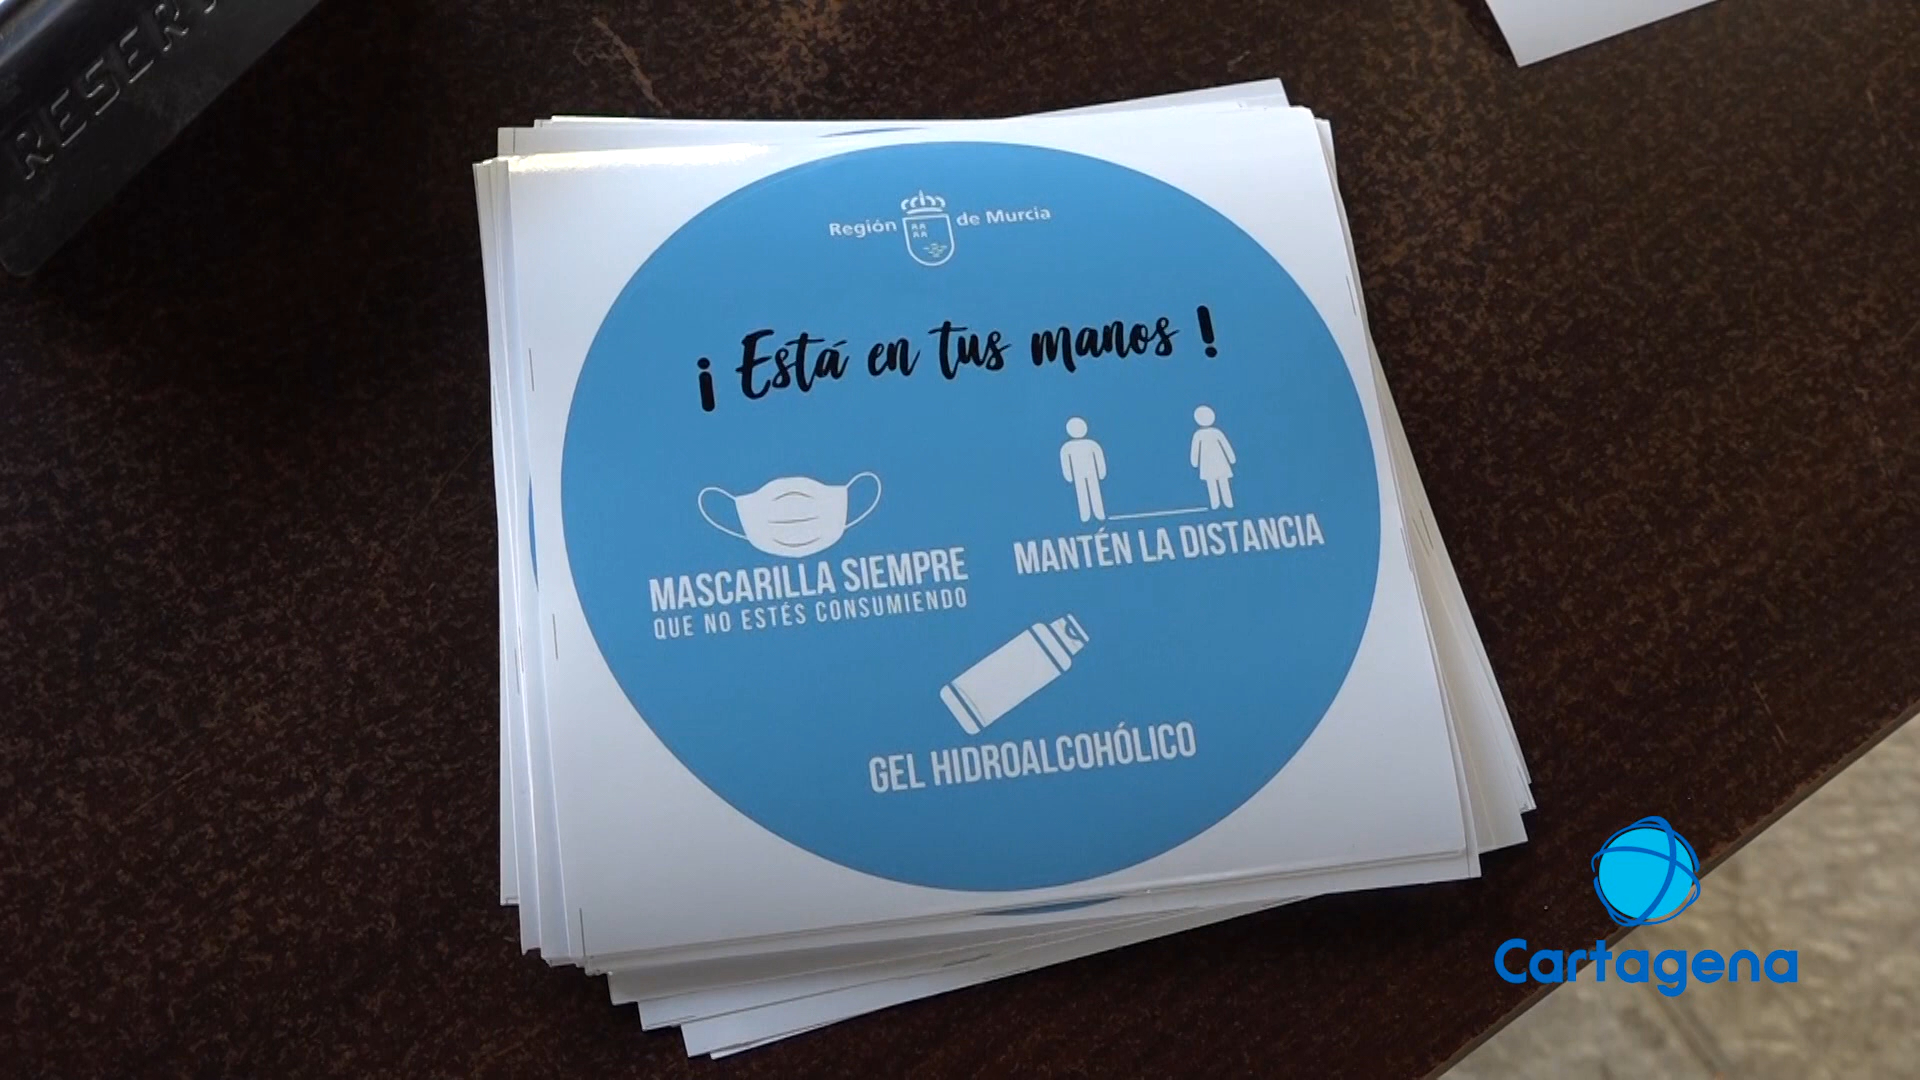 RESER
Región de Murcia
¡ Está en tus manos !
MASCARILLA SIEMPRE
QUE NO ESTÉS CONSUMIENDO
MANTÉN LA DISTANCIA
GEL HIDROALCOHÓLICO
Cartagena